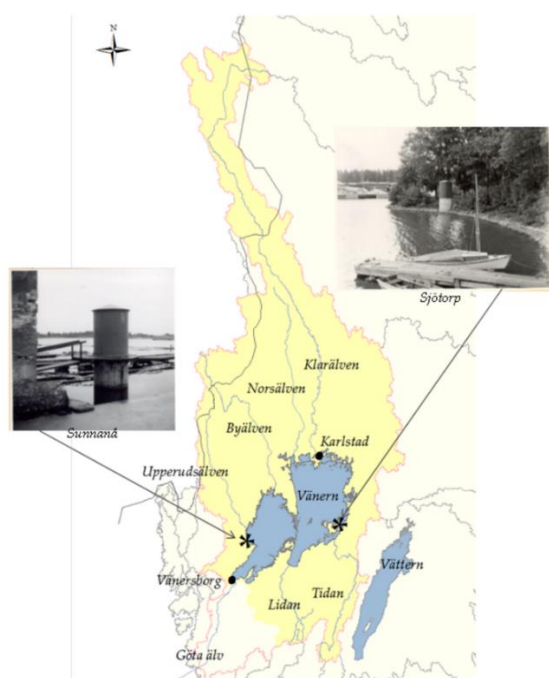 N
Sjötorp
Sunnanå
Klarälven
Norsälven
Byälven
Karlstad
Upperudsälven
Vänern
Vättern
Vänersborg
Tidan
Lidan
Göta älv